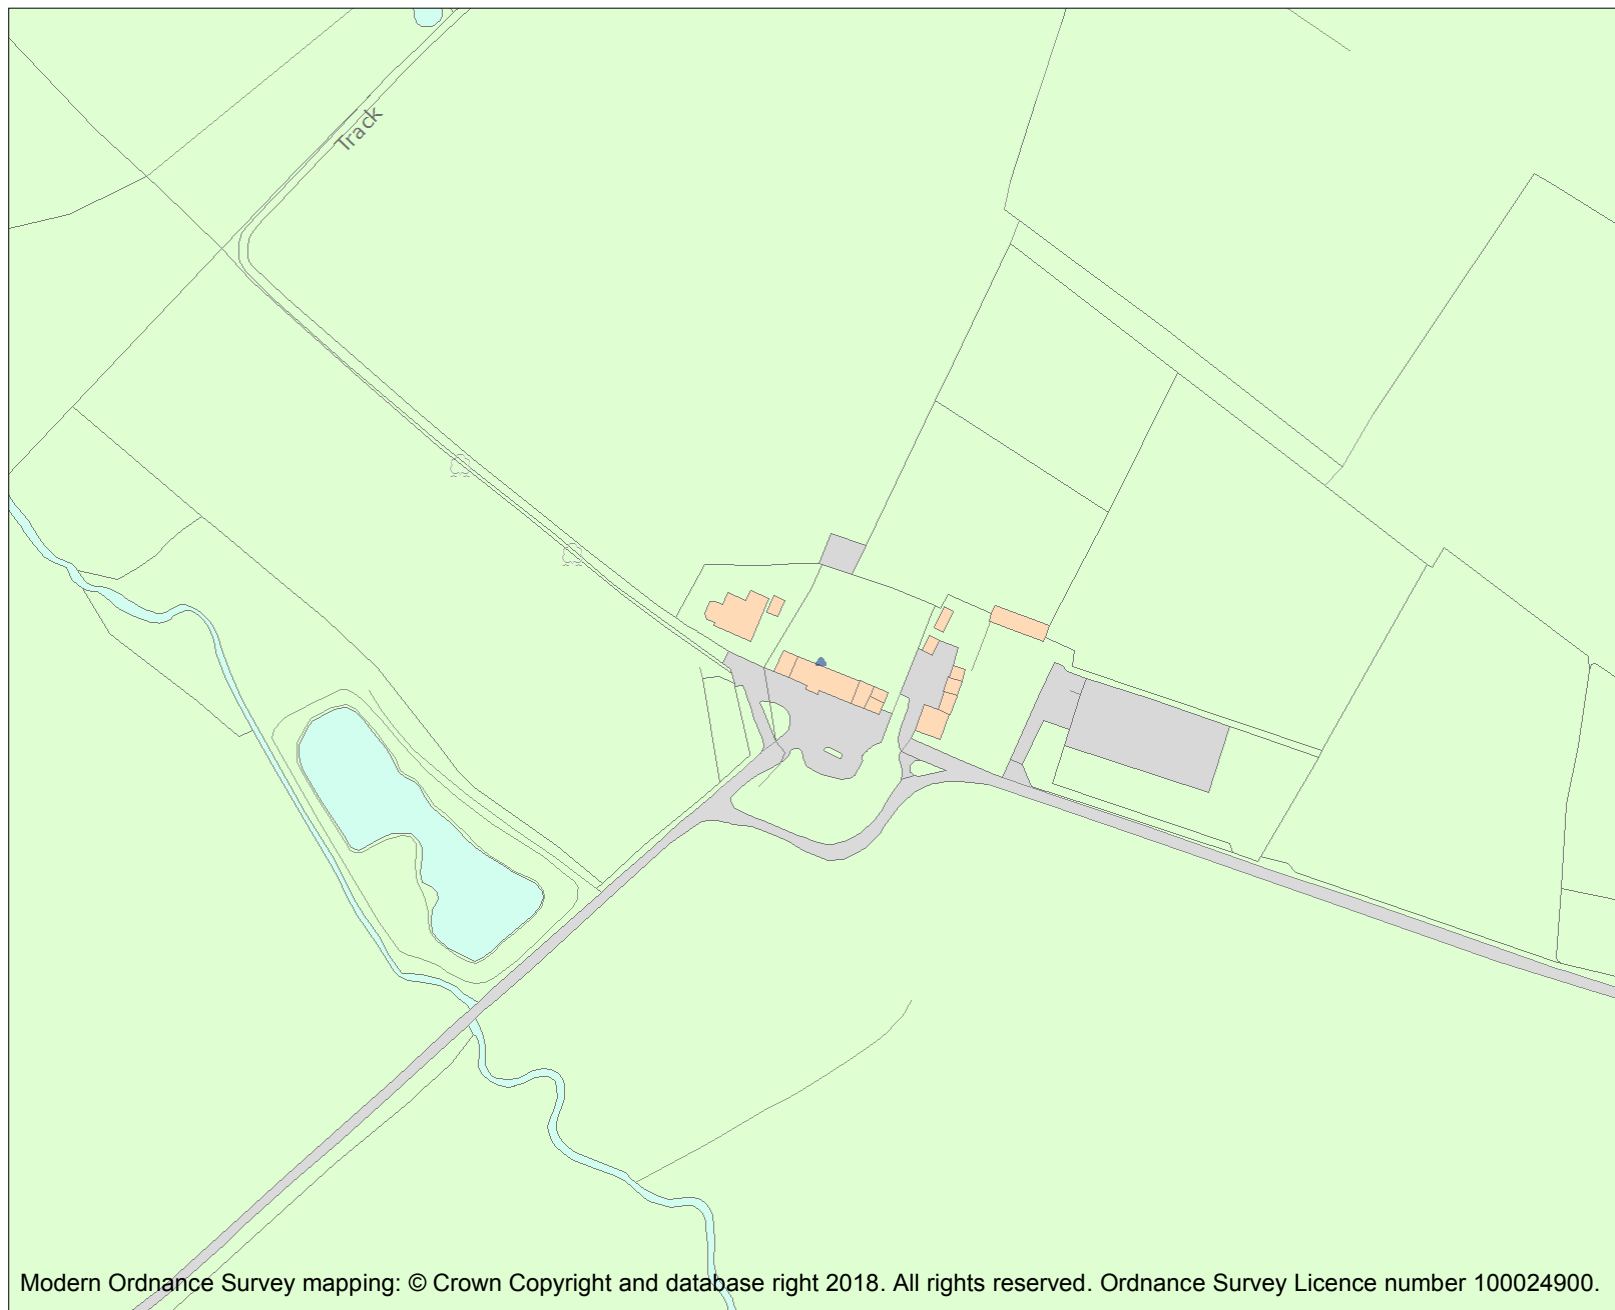 Track
Modern Ordnance Survey mapping: © Crown Copyright and database right 2018. All rights reserved. Ordnance Survey Licence number 100024900.